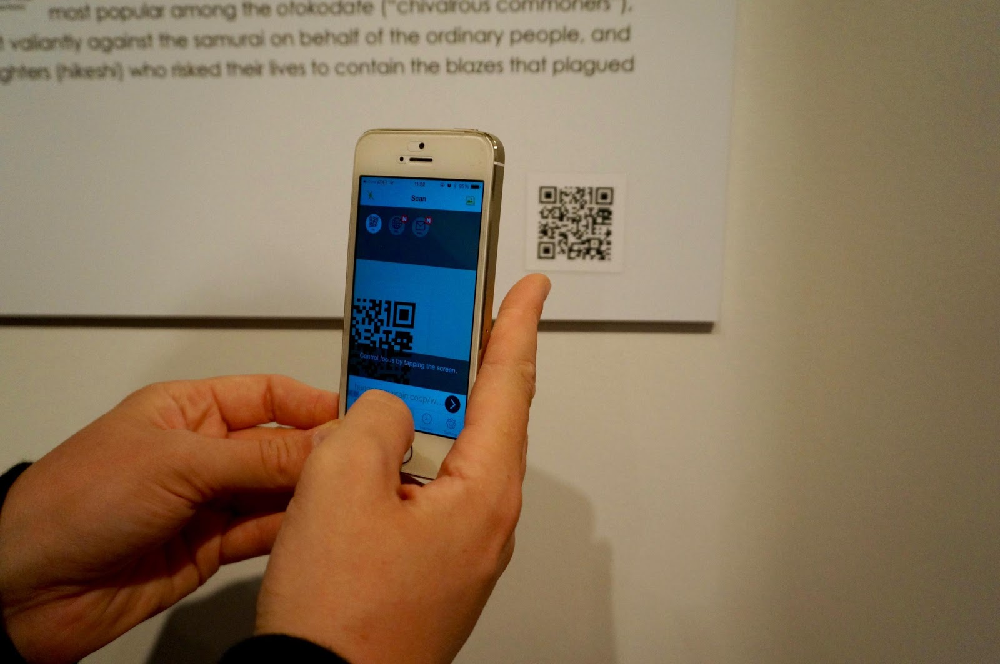 most popular among the otokodate ("chivalrous commoners"),
t valiantly against the samurai on behalf of the ordinary people, and
ghters (hikeshi) who risked their lives to contain the blazes that plagued
AT&T 11:32 95%
Scan
N N
Control focus by tapping the screen.
ntain.coop/w...